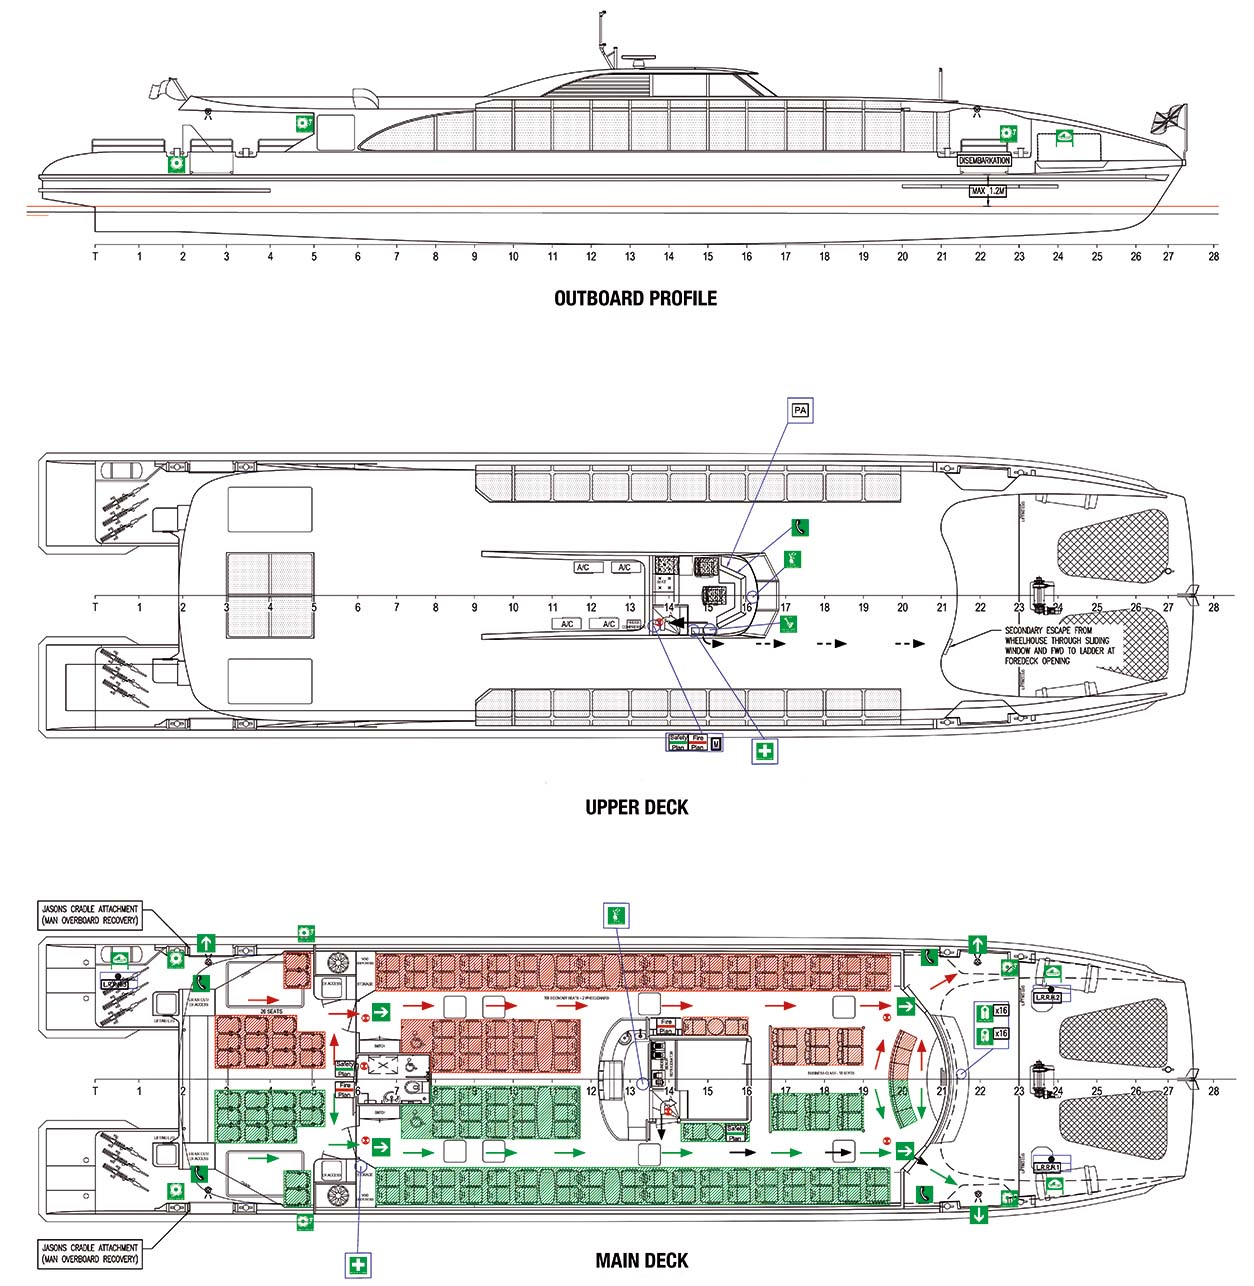 DISEMBARKATION
MAX 1.2M
T 1 2 3 4 5 6 7 8 9 10 11 12 13 14 15 16 17 18 19 20 21 22 23 24 25 26 27 28
OUTBOARD PROFILE
PA
A/C A/C
T 1 2 3 4 5 6 7 8 9 10 11 12 13 14 15 16 17 18 19 20 21 22 23 24 25 26 27 28
A/C A/C
SECONDARY ESCAPE FROM
WHEELHOUSE THROUGH SLIDING
WINDOW AND FWD TO LADDER AT
FOREDECK OPENING
Safety Fire
Plan Plan
M
UPPER DECK
JASONS CRADLE ATTACHMENT
(MAN OVERBOARD RECOVERY)
L.R.R.2
x16
26 SEATS
Fire
Plan
x16
Safety
Plan
BUSINESS CLASS - 18 SEATS
Fire
Plan
T 1 2 3 4 5 6 7 8 9 10 11 12 13 14 15 16 17 18 19 20 21 22 23 24 25 26 27 28
Safety
Plan
L.R.R.1
JASONS CRADLE ATTACHMENT
(MAN OVERBOARD RECOVERY)
MAIN DECK